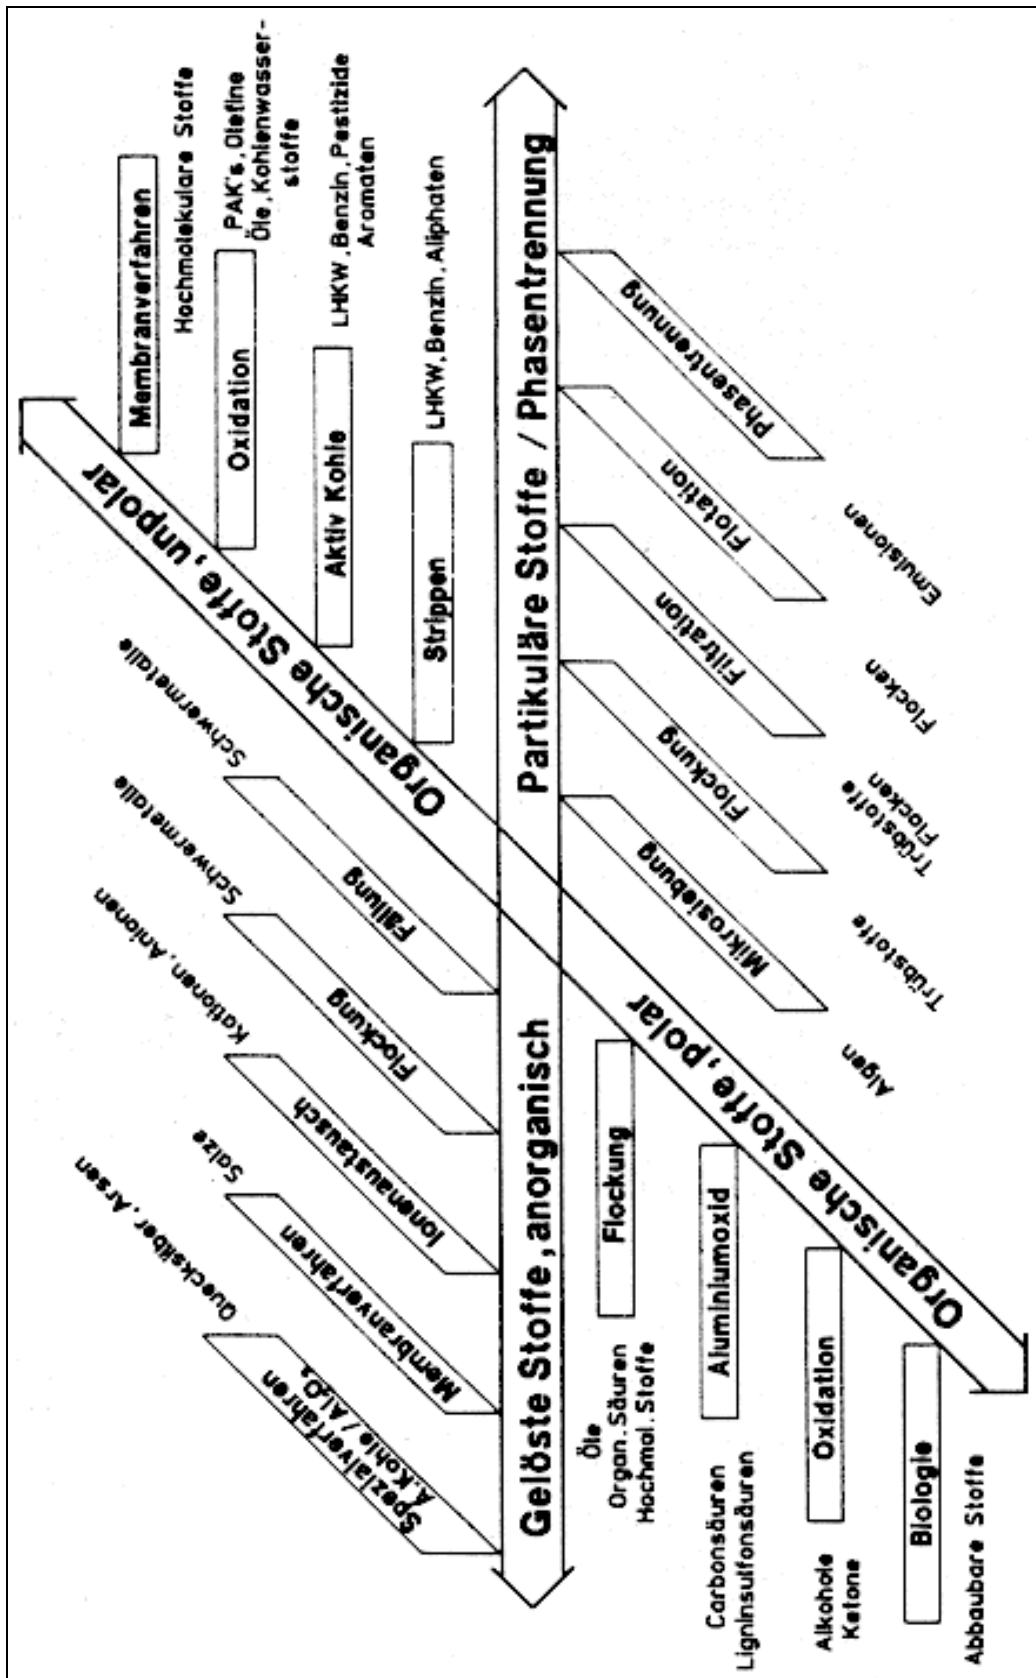 Quecksilber, Arsen
Salze
Kationen, Anionen
Schwermetalle
Schwermetalle
Spezialverfahren
A.Kohle / Al₂O₃
Membranverfahren
Ionenaustausch
Flockung
Fällung
Organische Stoffe, unpolar
Membranverfahren
Hochmolekulare Stoffe
Oxidation
PAK's, Olefine
Öle, Kohlenwasser-
stoffe
Aktiv Kohle
LHKW, Benzin, Pestizide
Aromaten
Strippen
LHKW, Benzin, Aliphaten
Gelöste Stoffe, anorganisch
Partikuläre Stoffe / Phasentrennung
Öle
Organ. Säuren
Hochmol. Stoffe
Flockung
Carbonsäuren
Ligninsulfonsäuren
Aluminiumoxid
Alkohole
Ketone
Oxidation
Abbaubare Stoffe
Biologie
Organische Stoffe, polar
Mikrosiebung
Flockung
Filtration
Flotation
Phasentrennung
Algen
Trübstoffe
Trübstoffe
Flocken
Flocken
Emulsionen